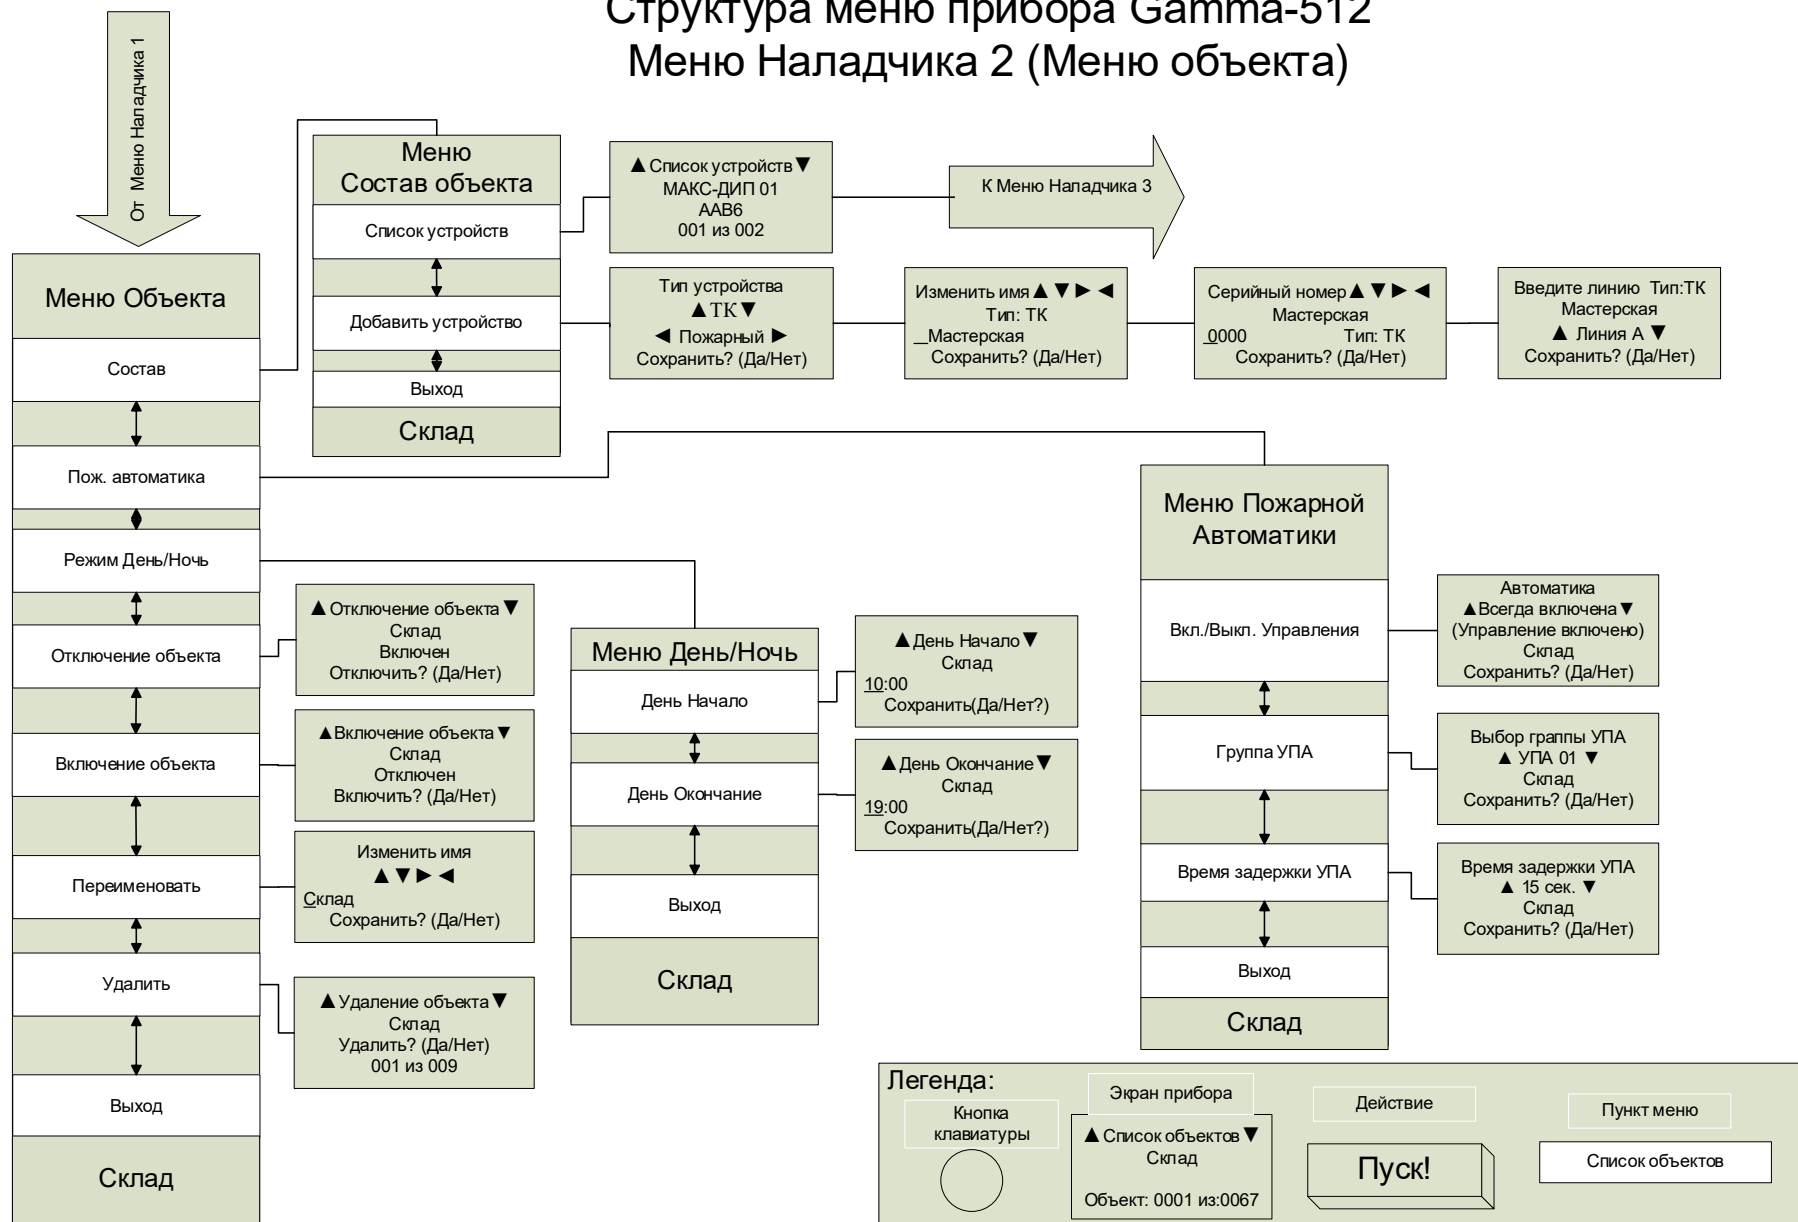 Структура меню прибора Gamma-512
Меню Наладчика 2 (Меню объекта)
От Меню Наладчика 1
Меню Объекта
Состав
Пож. автоматика
Режим День/Ночь
Отключение объекта
Включение объекта
Переименовать
Удалить
Выход
Склад
Меню
Состав объекта
Список устройств
Добавить устройство
Выход
Склад
▲Список устройств▼
МАКС-ДИП 01
AAB6
001 из 002
К Меню Наладчика 3
Тип устройства
▲ТК▼
◄ Пожарный ►
Сохранить? (Да/Нет)
Изменить имя▲ ▼ ► ◄
Тип: ТК
_Мастерская
Сохранить? (Да/Нет)
Серийный номер▲ ▼ ► ◄
Мастерская
0000 Тип: ТК
Сохранить? (Да/Нет)
Введите линию Тип:ТК
Мастерская
▲ Линия А ▼
Сохранить? (Да/Нет)
▲Отключение объекта▼
Склад
Включен
Отключить? (Да/Нет)
▲Включение объекта▼
Склад
Отключен
Включить? (Да/Нет)
Изменить имя
▲ ▼ ► ◄
Склад
Сохранить? (Да/Нет)
▲Удаление объекта▼
Склад
Удалить? (Да/Нет)
001 из 009
Меню День/Ночь
День Начало
День Окончание
Выход
Склад
▲День Начало▼
Склад
10:00
Сохранить(Да/Нет?)
▲День Окончание▼
Склад
19:00
Сохранить(Да/Нет?)
Меню Пожарной
Автоматики
Вкл./Выкл. Управления
Группа УПА
Время задержки УПА
Выход
Склад
Автоматика
▲Всегда включена▼
(Управление включено)
Склад
Сохранить? (Да/Нет)
Выбор граппы УПА
▲ УПА 01 ▼
Склад
Сохранить? (Да/Нет)
Время задержки УПА
▲ 15 сек. ▼
Склад
Сохранить? (Да/Нет)
Легенда:
Кнопка
клавиатуры
Экран прибора
▲Список объектов▼
Склад
Объект: 0001 из:0067
Действие
Пуск!
Пункт меню
Список объектов